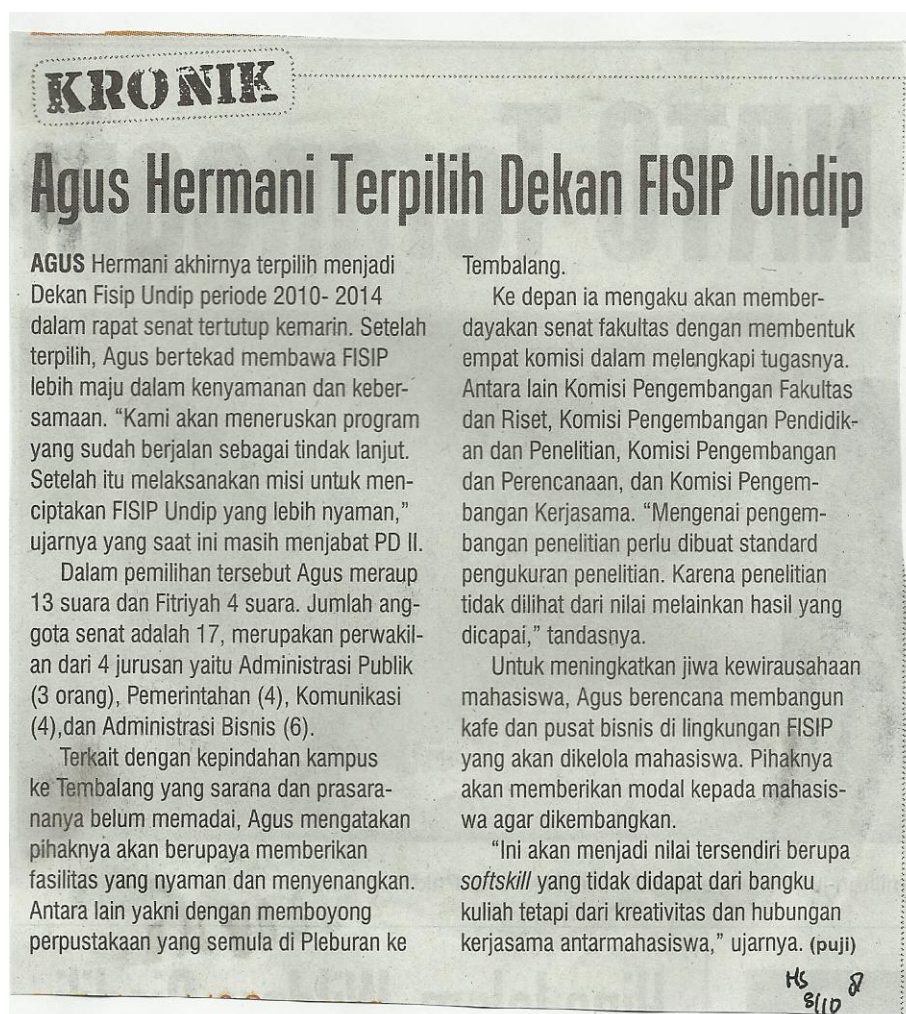 KRONIK
Agus Hermani Terpilih Dekan FISIP Undip
AGUS Hermani akhirnya terpilih menjadi
Dekan Fisip Undip periode 2010- 2014
dalam rapat senat tertutup kemarin. Setelah
terpilih, Agus bertekad membawa FISIP
lebih maju dalam kenyamanan dan keber-
samaan. “Kami akan meneruskan program
yang sudah berjalan sebagai tindak lanjut.
Setelah itu melaksanakan misi untuk men-
ciptakan FISIP Undip yang lebih nyaman,”
ujarnya yang saat ini masih menjabat PD II.
Dalam pemilihan tersebut Agus meraup
13 suara dan Fitriyah 4 suara. Jumlah ang-
gota senat adalah 17, merupakan perwakil-
an dari 4 jurusan yaitu Administrasi Publik
(3 orang), Pemerintahan (4), Komunikasi
(4),dan Administrasi Bisnis (6).
Terkait dengan kepindahan kampus
ke Tembalang yang sarana dan prasara-
nanya belum memadai, Agus mengatakan
pihaknya akan berupaya memberikan
fasilitas yang nyaman dan menyenangkan.
Antara lain yakni dengan memboyong
perpustakaan yang semula di Pleburan ke
Tembalang.
Ke depan ia mengaku akan member-
dayakan senat fakultas dengan membentuk
empat komisi dalam melengkapi tugasnya.
Antara lain Komisi Pengembangan Fakultas
dan Riset, Komisi Pengembangan Pendidik-
an dan Penelitian, Komisi Pengembangan
dan Perencanaan, dan Komisi Pengem-
bangan Kerjasama. “Mengenai pengem-
bangan penelitian perlu dibuat standard
pengukuran penelitian. Karena penelitian
tidak dilihat dari nilai melainkan hasil yang
dicapai,” tandasnya.
Untuk meningkatkan jiwa kewirausahaan
mahasiswa, Agus berencana membangun
kafe dan pusat bisnis di lingkungan FISIP
yang akan dikelola mahasiswa. Pihaknya
akan memberikan modal kepada mahasis-
wa agar dikembangkan.
“Ini akan menjadi nilai tersendiri berupa
softskill yang tidak didapat dari bangku
kuliah tetapi dari kreativitas dan hubungan
kerjasama antarmahasiswa,” ujarnya. (puji)
HS
8/10